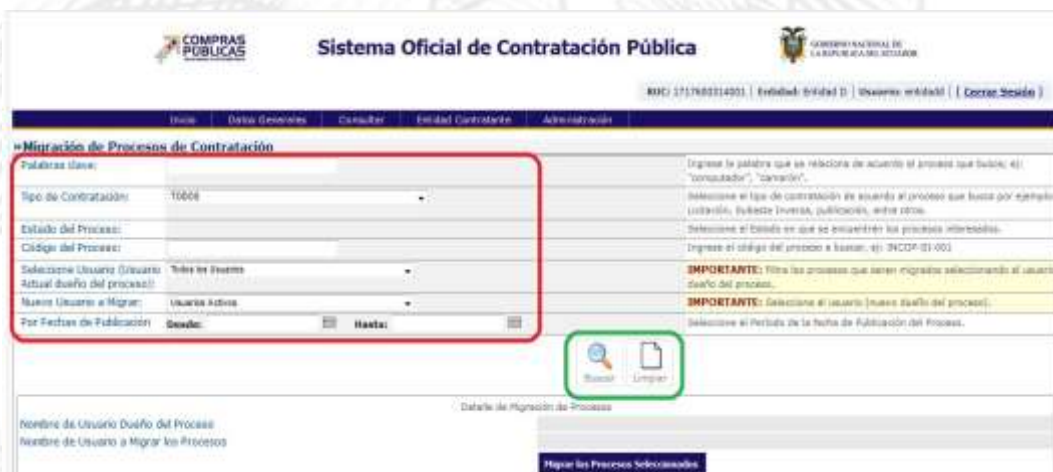 COMPRAS PÚBLICAS
Sistema Oficial de Contratación Pública
GOBIERNO NACIONAL DE LA REPUBLICA DEL ECUADOR
Entidad: Entidad D | Usuario: entidadd | [ Cerrar Sesión ]
Inicio Datos Generales Consultar Entidad Contratante Administración
»Migración de Procesos de Contratación
Palabras clave:
Ingrese la palabra que se relaciona de acuerdo al proceso que busca; ej: "computador", "camarón".
Tipo de Contratación: TODOS
Seleccione el tipo de contratación de acuerdo al proceso que busca por ejemplo Licitación, Subasta Inversa, publicación, entre otros.
Estado del Proceso:
Seleccione el Estado en que se encuentran los procesos interesados.
Código del Proceso:
Ingrese el código del proceso a buscar, ej: INCOP-SI-001
Seleccione Usuario (Usuario Actual dueño del proceso): Todos los Usuarios
IMPORTANTE: Filtra los procesos que seran migrados seleccionando al usuario dueño del proceso.
Nuevo Usuario a Migrar: Usuarios Activos
IMPORTANTE: Seleccione el usuario (nuevo dueño del proceso).
Por Fechas de Publicación Desde: Hasta:
Seleccione el Periodo de la fecha de Publicación del Proceso.
Buscar Limpiar
Detalle de Migración de Procesos
Nombre de Usuario Dueño del Proceso
Nombre de Usuario a Migrar los Procesos
Migrar los Procesos Seleccionados